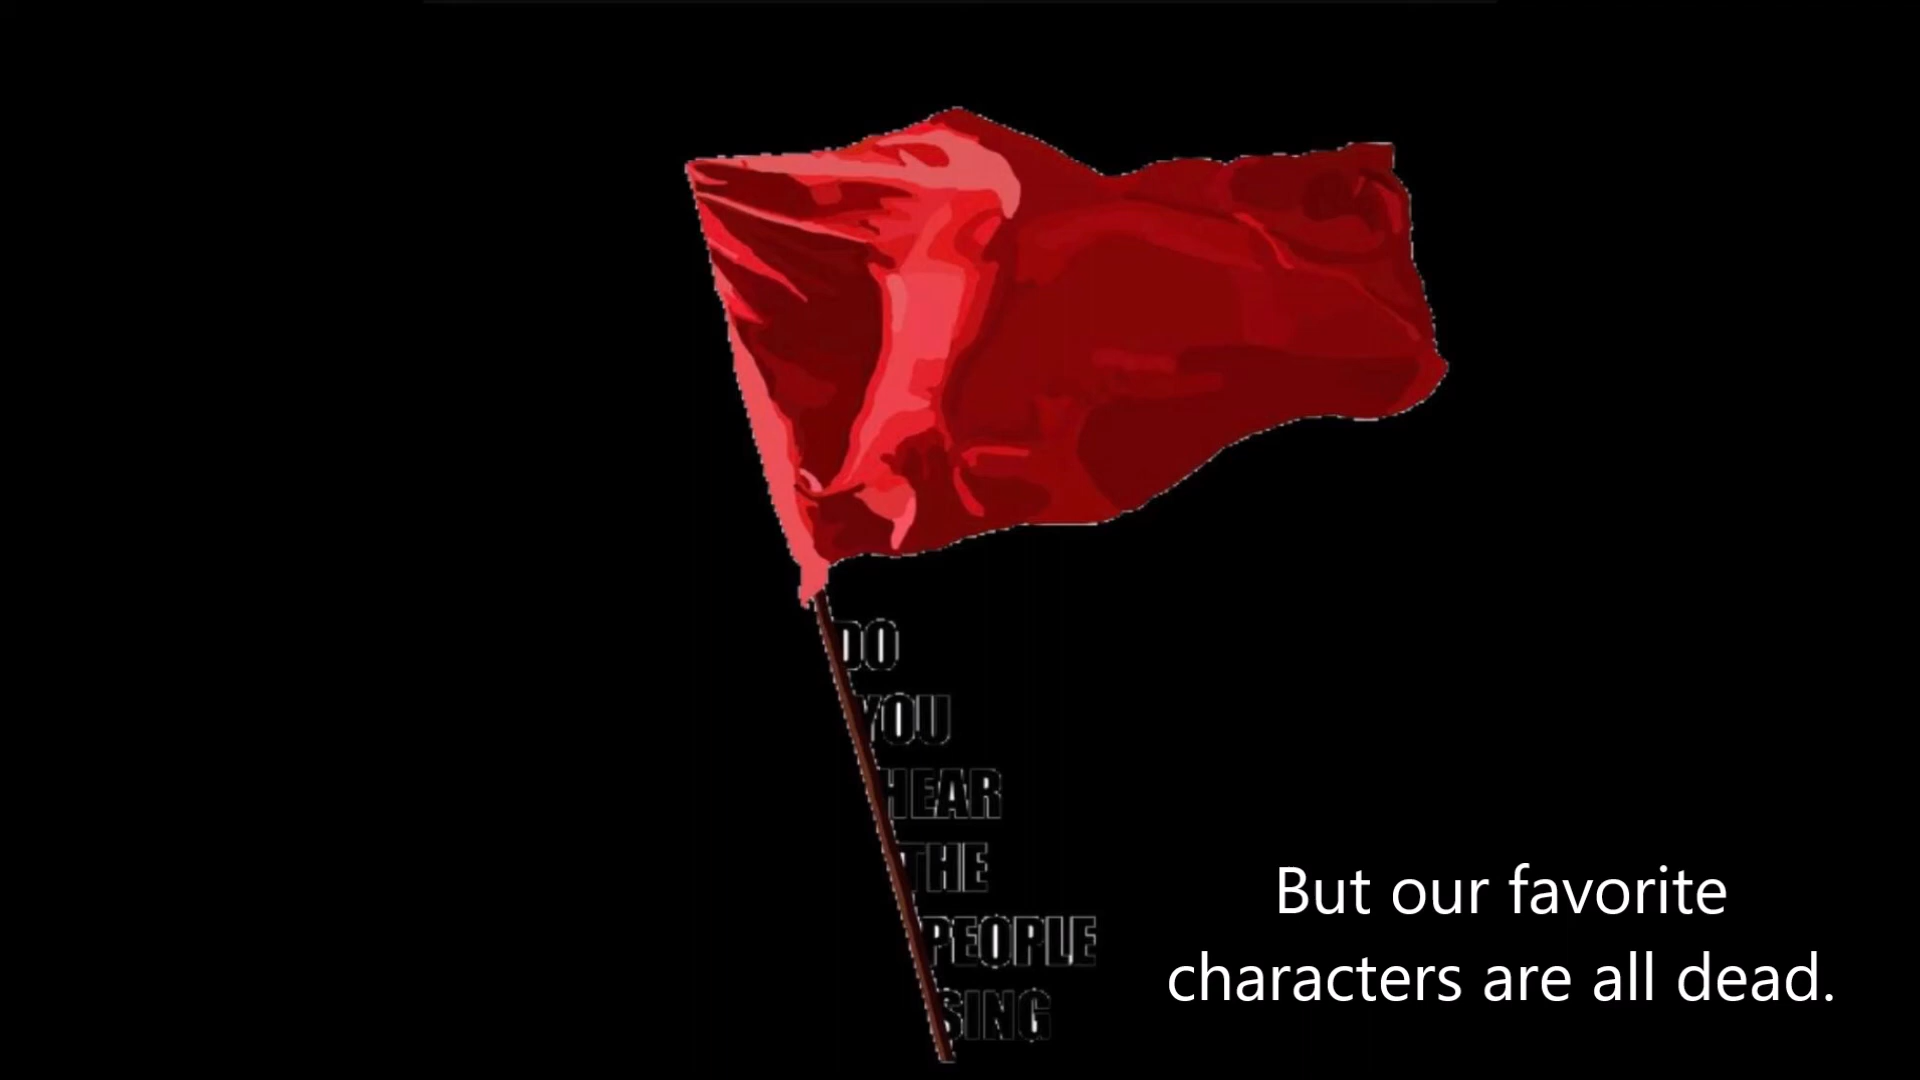 DO
YOU
HEAR
THE
PEOPLE
SING
But our favorite
characters are all dead.